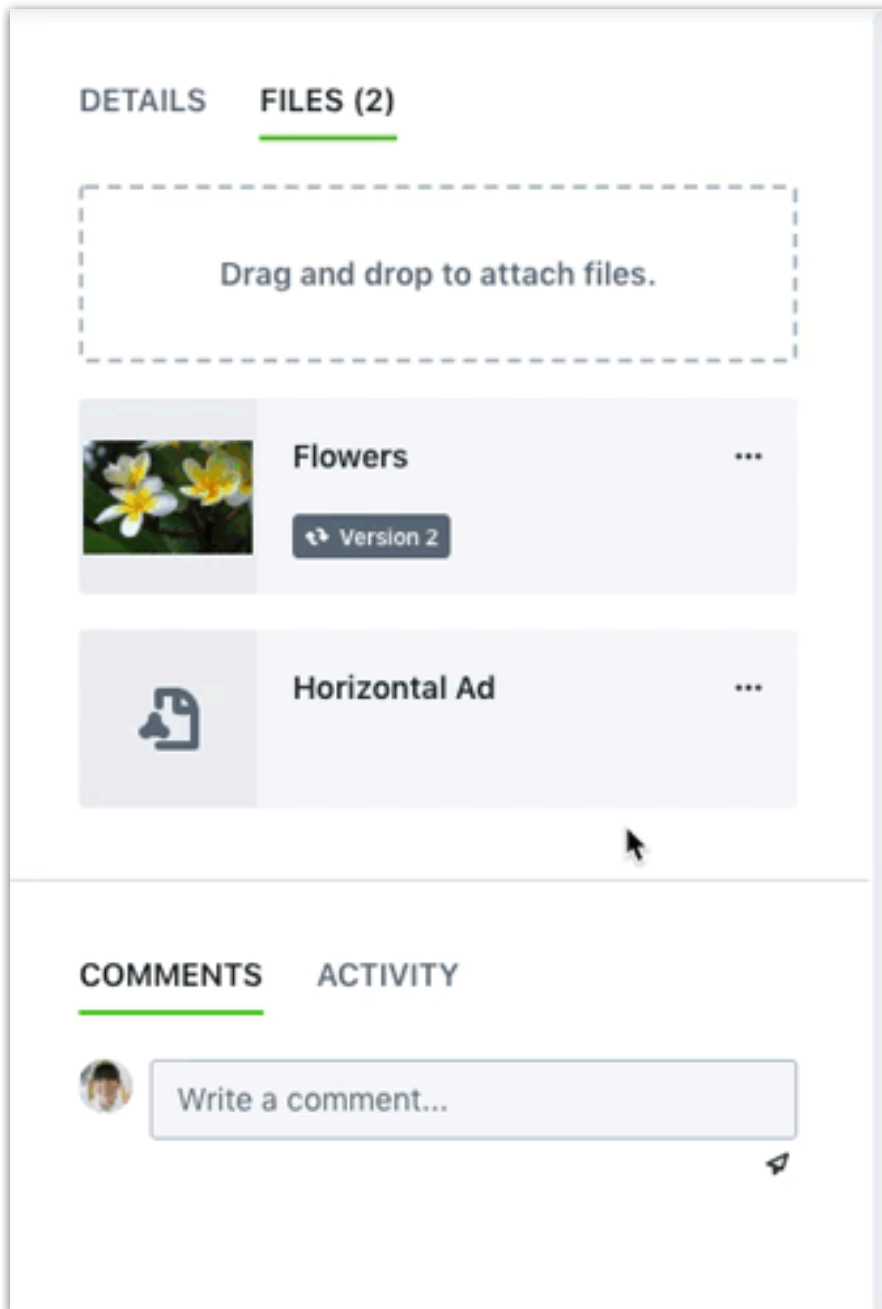 DETAILS FILES (2)
Drag and drop to attach files.
Flowers
Version 2
Horizontal Ad
COMMENTS ACTIVITY
Write a comment...